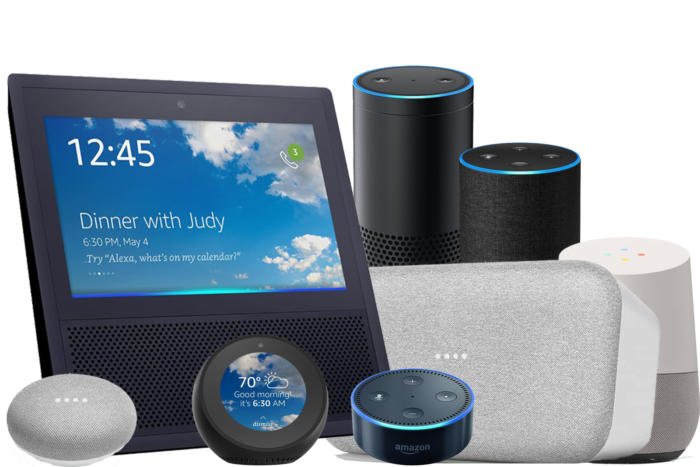 12:45
3
Dinner with Judy
6:30 PM, May 4
Try “Alexa, what's on my calendar?”
70°
Good morning!
it's 6:30 AM
amazon